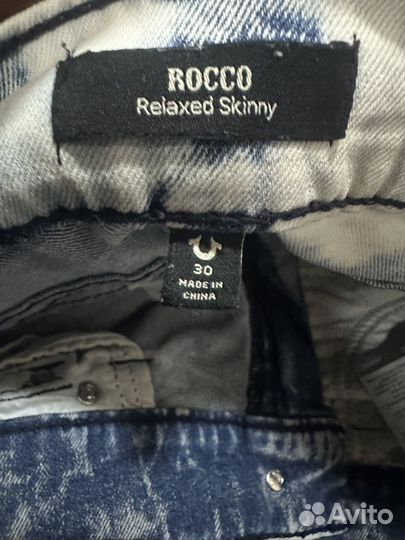 ROCCO
Relaxed Skinny
30
MADE IN
CHINA
Avito